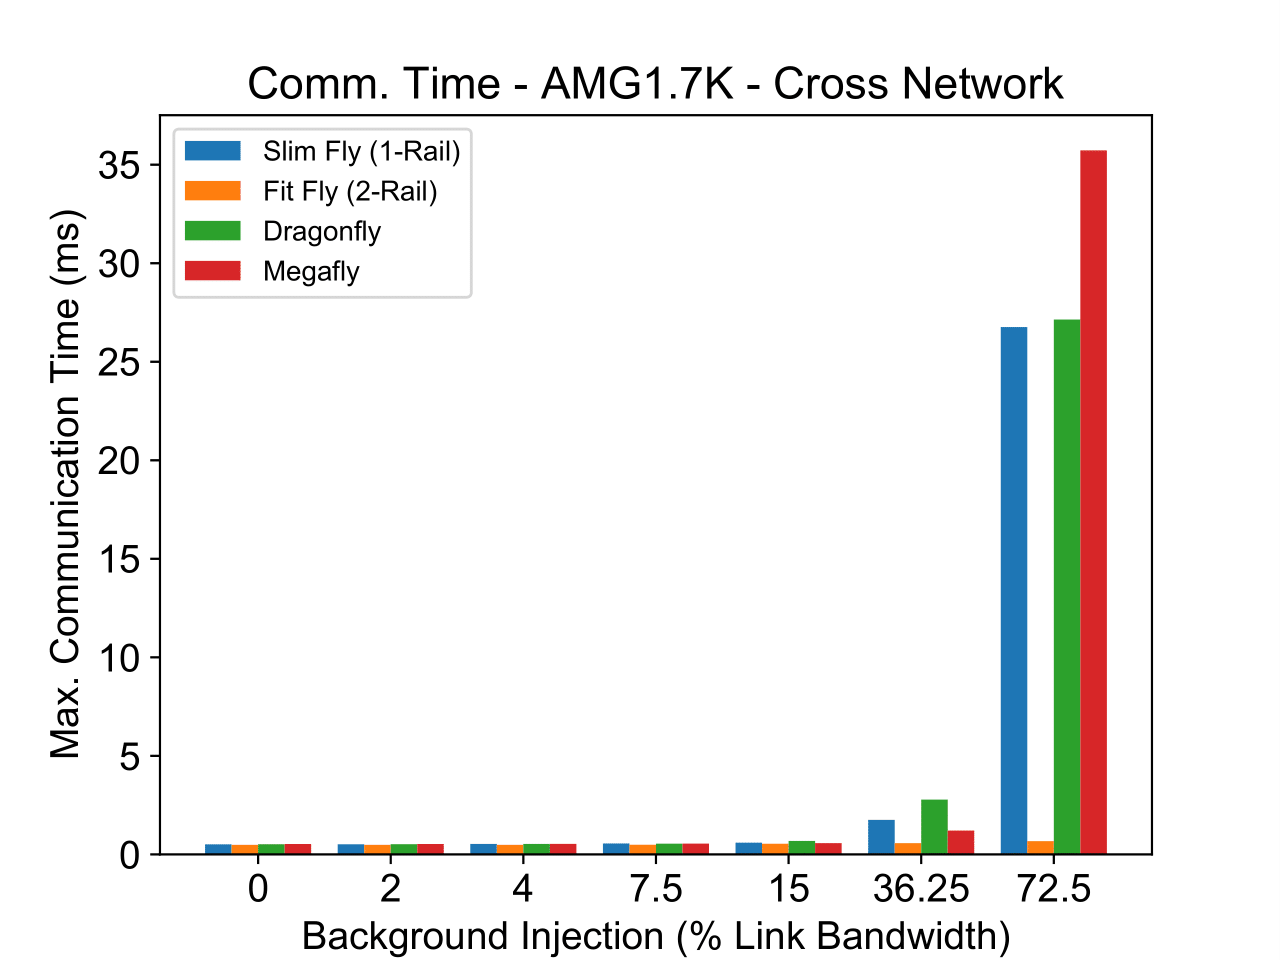 Comm. Time - AMG1.7K - Cross Network
Slim Fly (1-Rail)
Fit Fly (2-Rail)
Dragonfly
Megafly
Max. Communication Time (ms)
35
30
25
20
15
10
5
0
0 2 4 7.5 15 36.25 72.5
Background Injection (% Link Bandwidth)